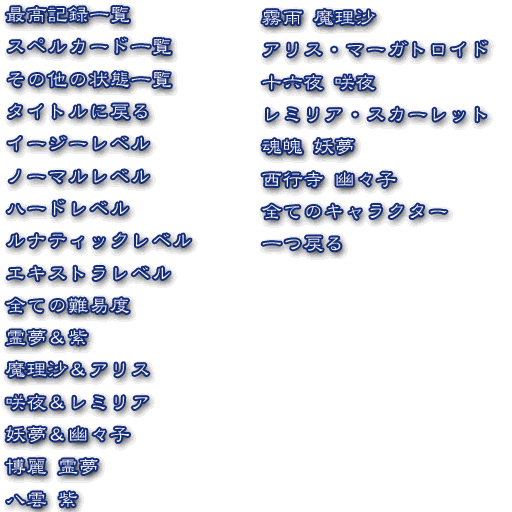 最高記録一覧
スペルカード一覧
その他の状態一覧
タイトルに戻る
イージーレベル
ノーマルレベル
ハードレベル
ルナティックレベル
エキストラレベル
全ての難易度
霊夢＆紫
魔理沙＆アリス
咲夜＆レミリア
妖夢＆幽々子
博麗 霊夢
八雲 紫
霧雨 魔理沙
アリス・マーガトロイド
十六夜 咲夜
レミリア・スカーレット
魂魄 妖夢
西行寺 幽々子
全てのキャラクター
一つ戻る